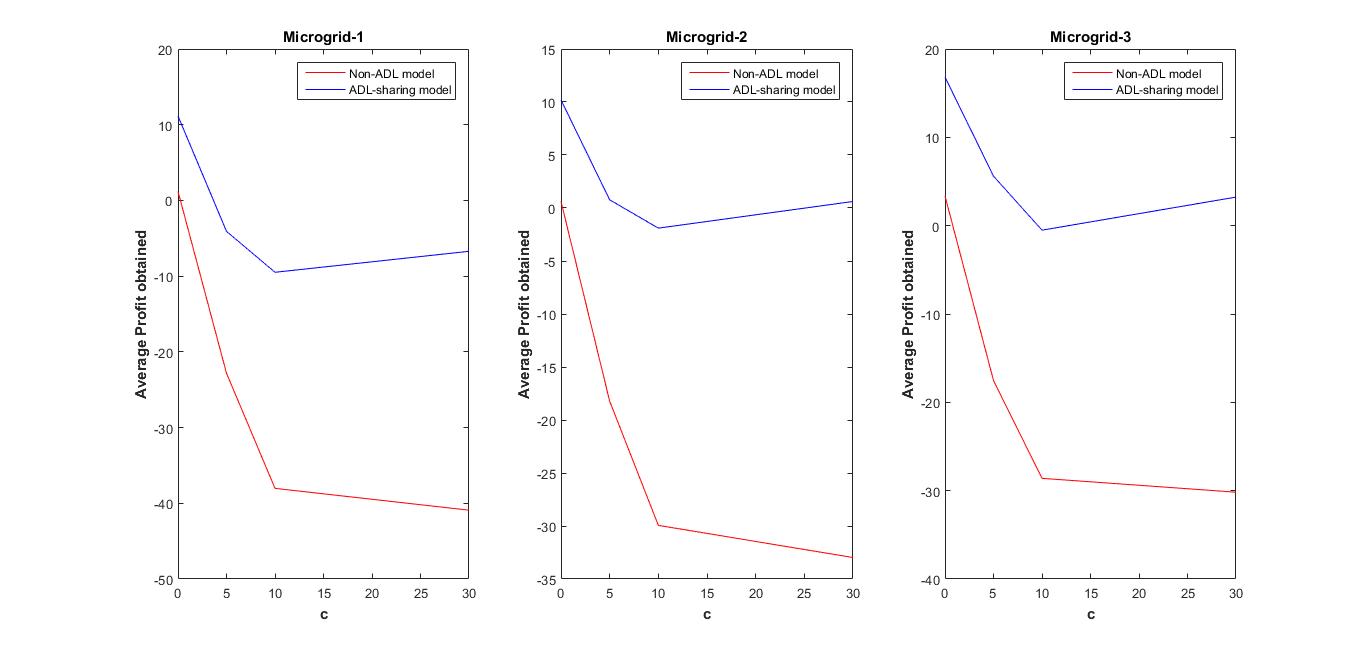 Microgrid-1
20
10
0
-10
-20
-30
-40
-50
0 5 10 15 20 25 30
Average Profit obtained
c
Non-ADL model
ADL-sharing model
Microgrid-2
15
10
5
0
-5
-10
-15
-20
-25
-30
-35
0 5 10 15 20 25 30
Average Profit obtained
c
Non-ADL model
ADL-sharing model
Microgrid-3
20
10
0
-10
-20
-30
-40
0 5 10 15 20 25 30
Average Profit obtained
c
Non-ADL model
ADL-sharing model